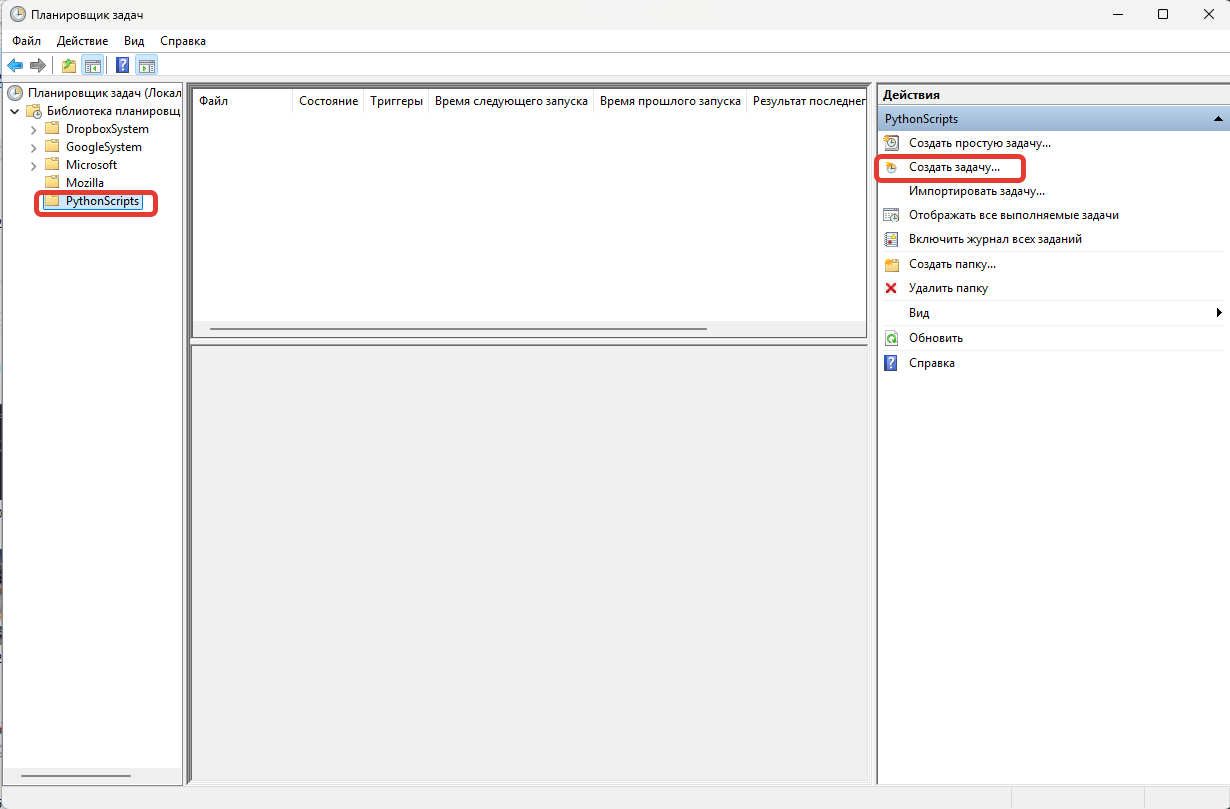 Планировщик задач
Файл Действие Вид Справка
Планировщик задач (Локал
Библиотека планировщ
DropboxSystem
GoogleSystem
Microsoft
Mozilla
PythonScripts
Файл Состояние Триггеры Время следующего запуска Время прошлого запуска Результат последнег
Действия
PythonScripts
Создать простую задачу...
Создать задачу...
Импортировать задачу...
Отображать все выполняемые задачи
Включить журнал всех заданий
Создать папку...
Удалить папку
Вид
Обновить
Справка